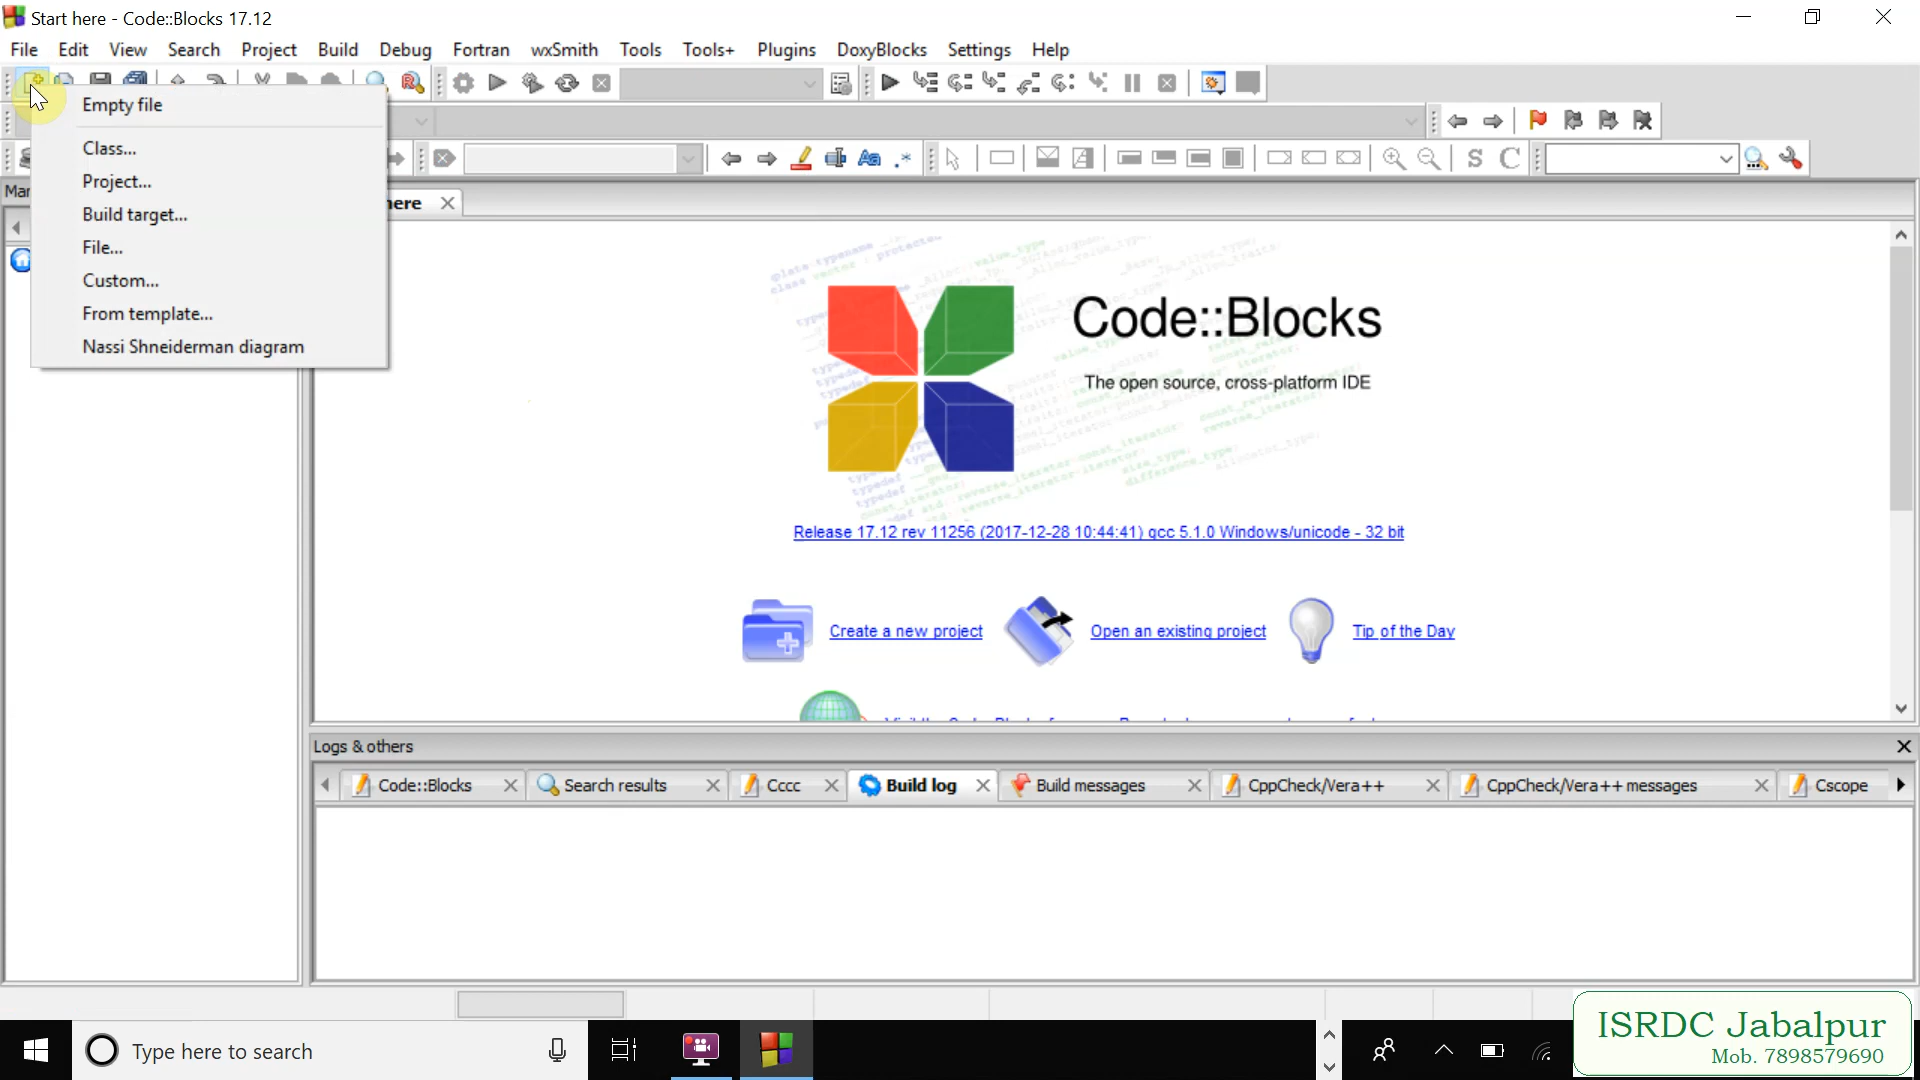 Start here - Code::Blocks 17.12
File Edit View Search Project Build Debug Fortran wxSmith Tools Tools+ Plugins DoxyBlocks Settings Help
Empty file
Class...
Project...
Build target...
File...
Custom...
From template...
Nassi Shneiderman diagram
Code::Blocks
The open source, cross-platform IDE
Release 17.12 rev 11256 (2017-12-28 10:44:41) gcc 5.1.0 Windows/unicode - 32 bit
Create a new project Open an existing project Tip of the Day
Logs & others
Code::Blocks Search results Cccc Build log Build messages CppCheck/Vera++ CppCheck/Vera++ messages Cscope
Type here to search
ISRDC Jabalpur
Mob. 7898579690